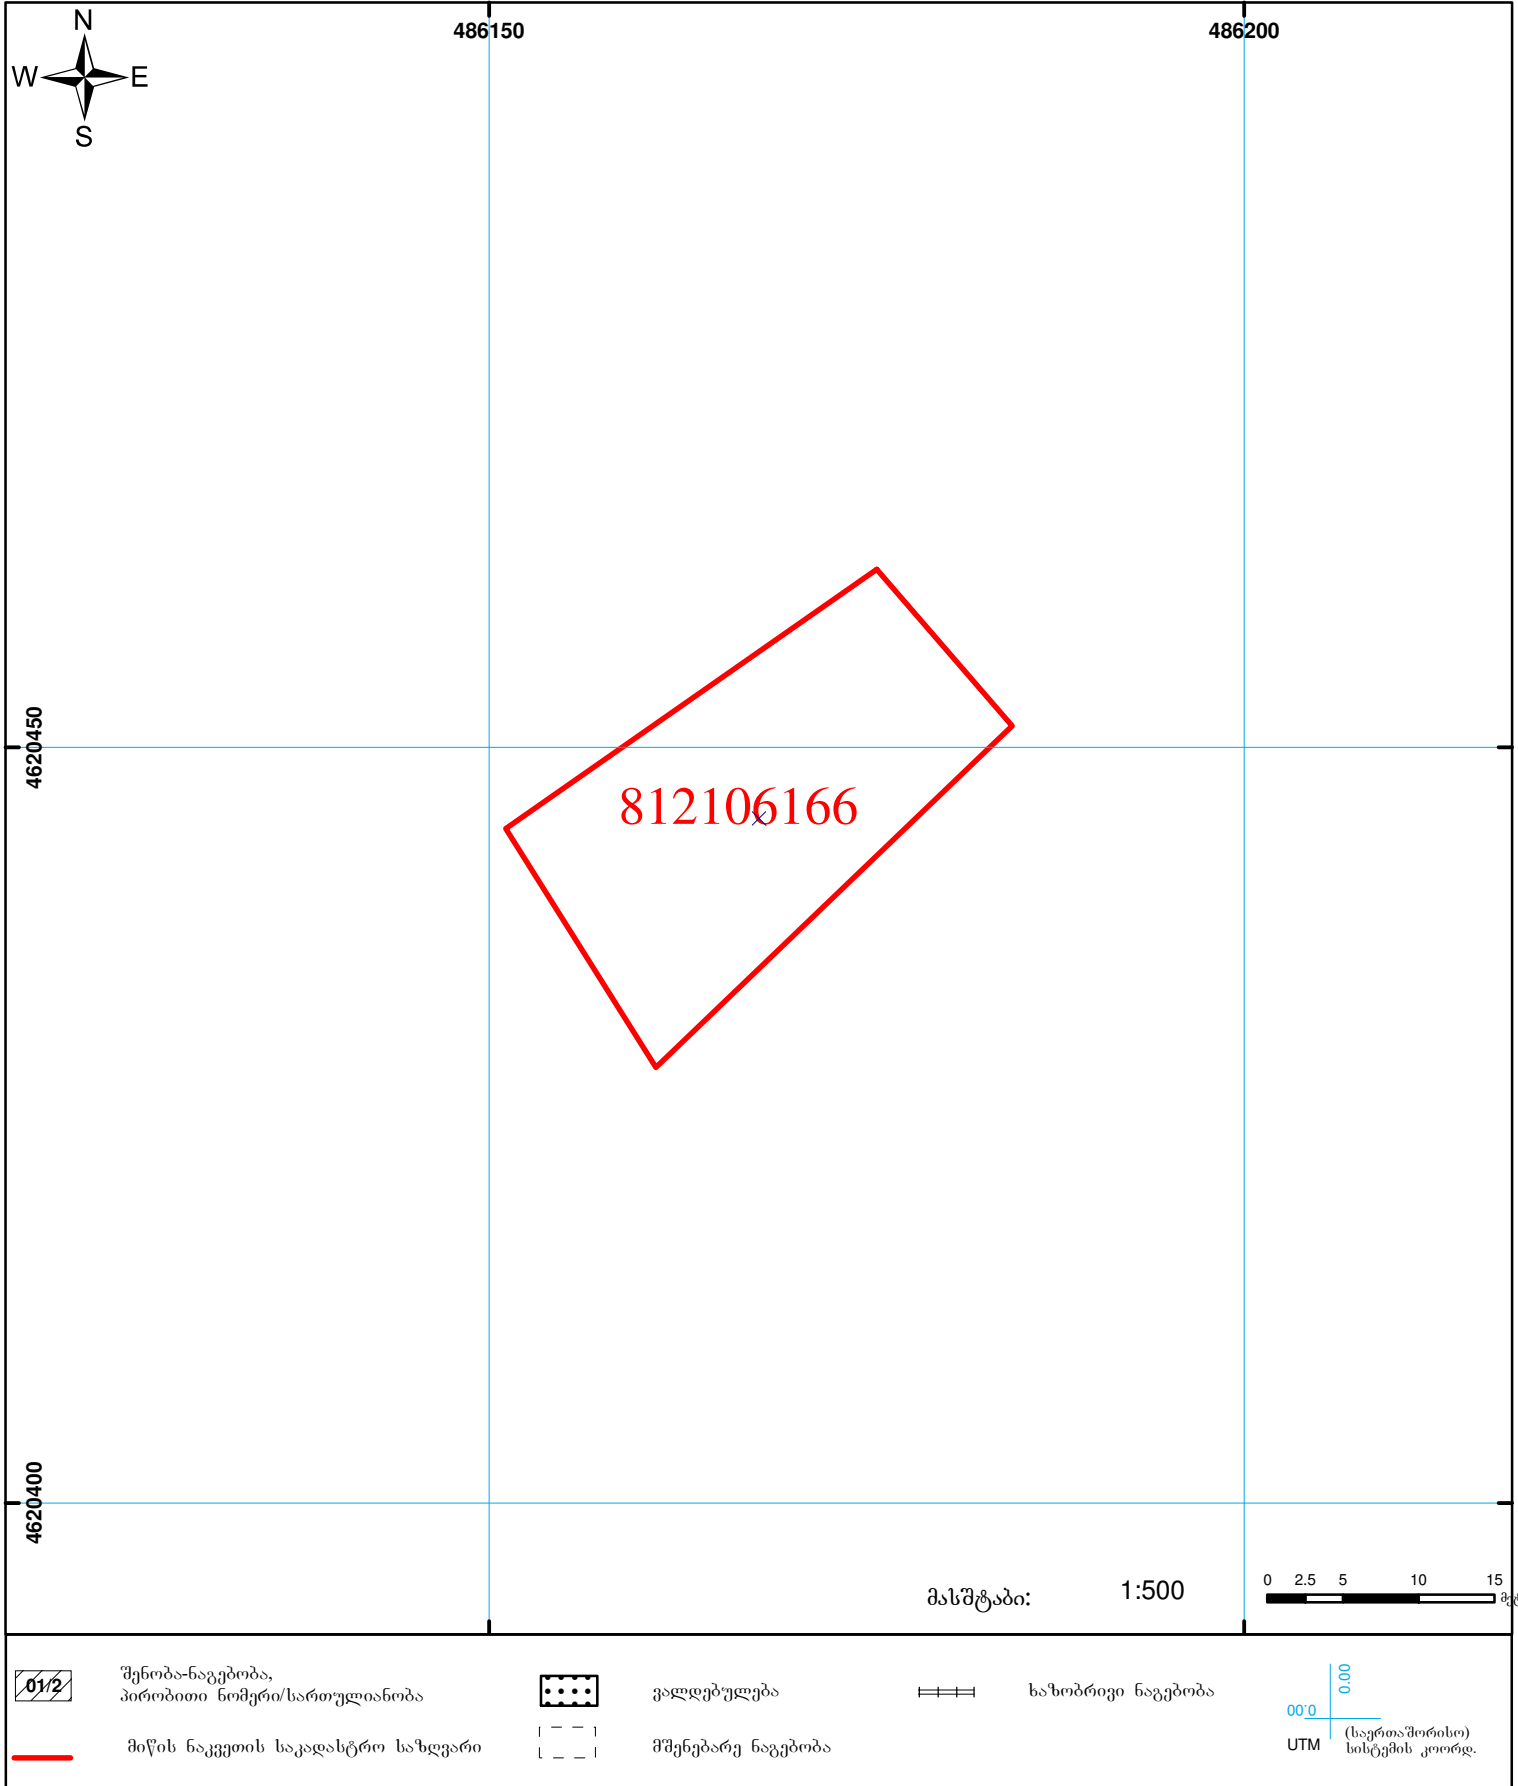 N
486150
486200
W E
S
4620450
812106166
4620400
მასშტაბი: 1:500
0 2.5 5 10 15
01/2
შენობა-ნაგებობა,
პირობითი ნომერი/სართულიანობა
ვალდებულება
ხაზობრივი ნაგებობა
00'0
0.00
მიწის ნაკვეთის საკადასტრო საზღვარი
მშენებარე ნაგებობა
UTM
(საერთაშორისო)
სისტემის კოორდ.